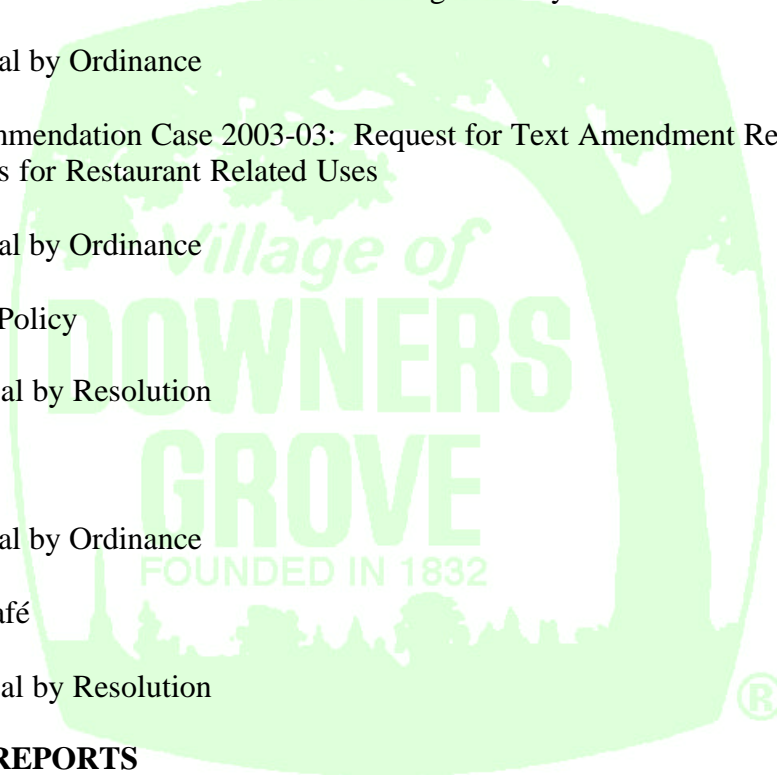 al by Ordinance
mmendation Case 2003-03: Request for Text Amendment Re
s for Restaurant Related Uses
al by Ordinance
Village of
Policy
DOWNERS
al by Resolution
GROVE
al by Ordinance
FOUNDED IN 1832
afé
al by Resolution
®
REPORTS